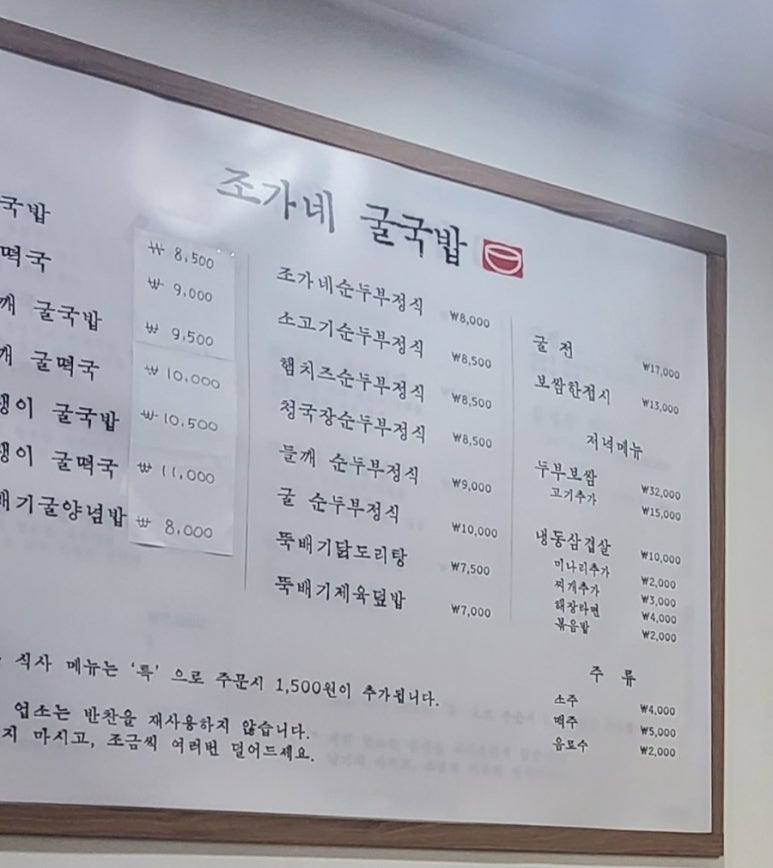 조가네 굴국밥
국밥 ₩ 8,500
떡국 ₩ 9,000
깨 굴국밥 ₩ 9,500
깨 굴떡국 ₩ 10,000
생이 굴국밥 ₩ 10,500
생이 굴떡국 ₩ 11,000
배기굴양념밥 ₩ 8,000
조가네순두부정식 ₩8,000
소고기순두부정식 ₩8,500
햄치즈순두부정식 ₩8,500
청국장순두부정식 ₩8,500
들깨 순두부정식 ₩9,000
굴 순두부정식 ₩10,000
뚝배기닭도리탕 ₩7,500
뚝배기제육덮밥 ₩7,000
굴 전 ₩17,000
보쌈한접시 ₩13,000
저녁메뉴
두부보쌈 ₩32,000
고기추가 ₩15,000
냉동삼겹살 ₩10,000
미나리추가 ₩2,000
찌개추가 ₩3,000
해장라면 ₩4,000
볶음밥 ₩2,000
주 류
소주 ₩4,000
맥주 ₩5,000
음료수 ₩2,000
식사 메뉴는 '특' 으로 주문시 1,500원이 추가됩니다.
업소는 반찬을 재사용하지 않습니다.
지 마시고, 조금씩 여러번 덜어드세요.